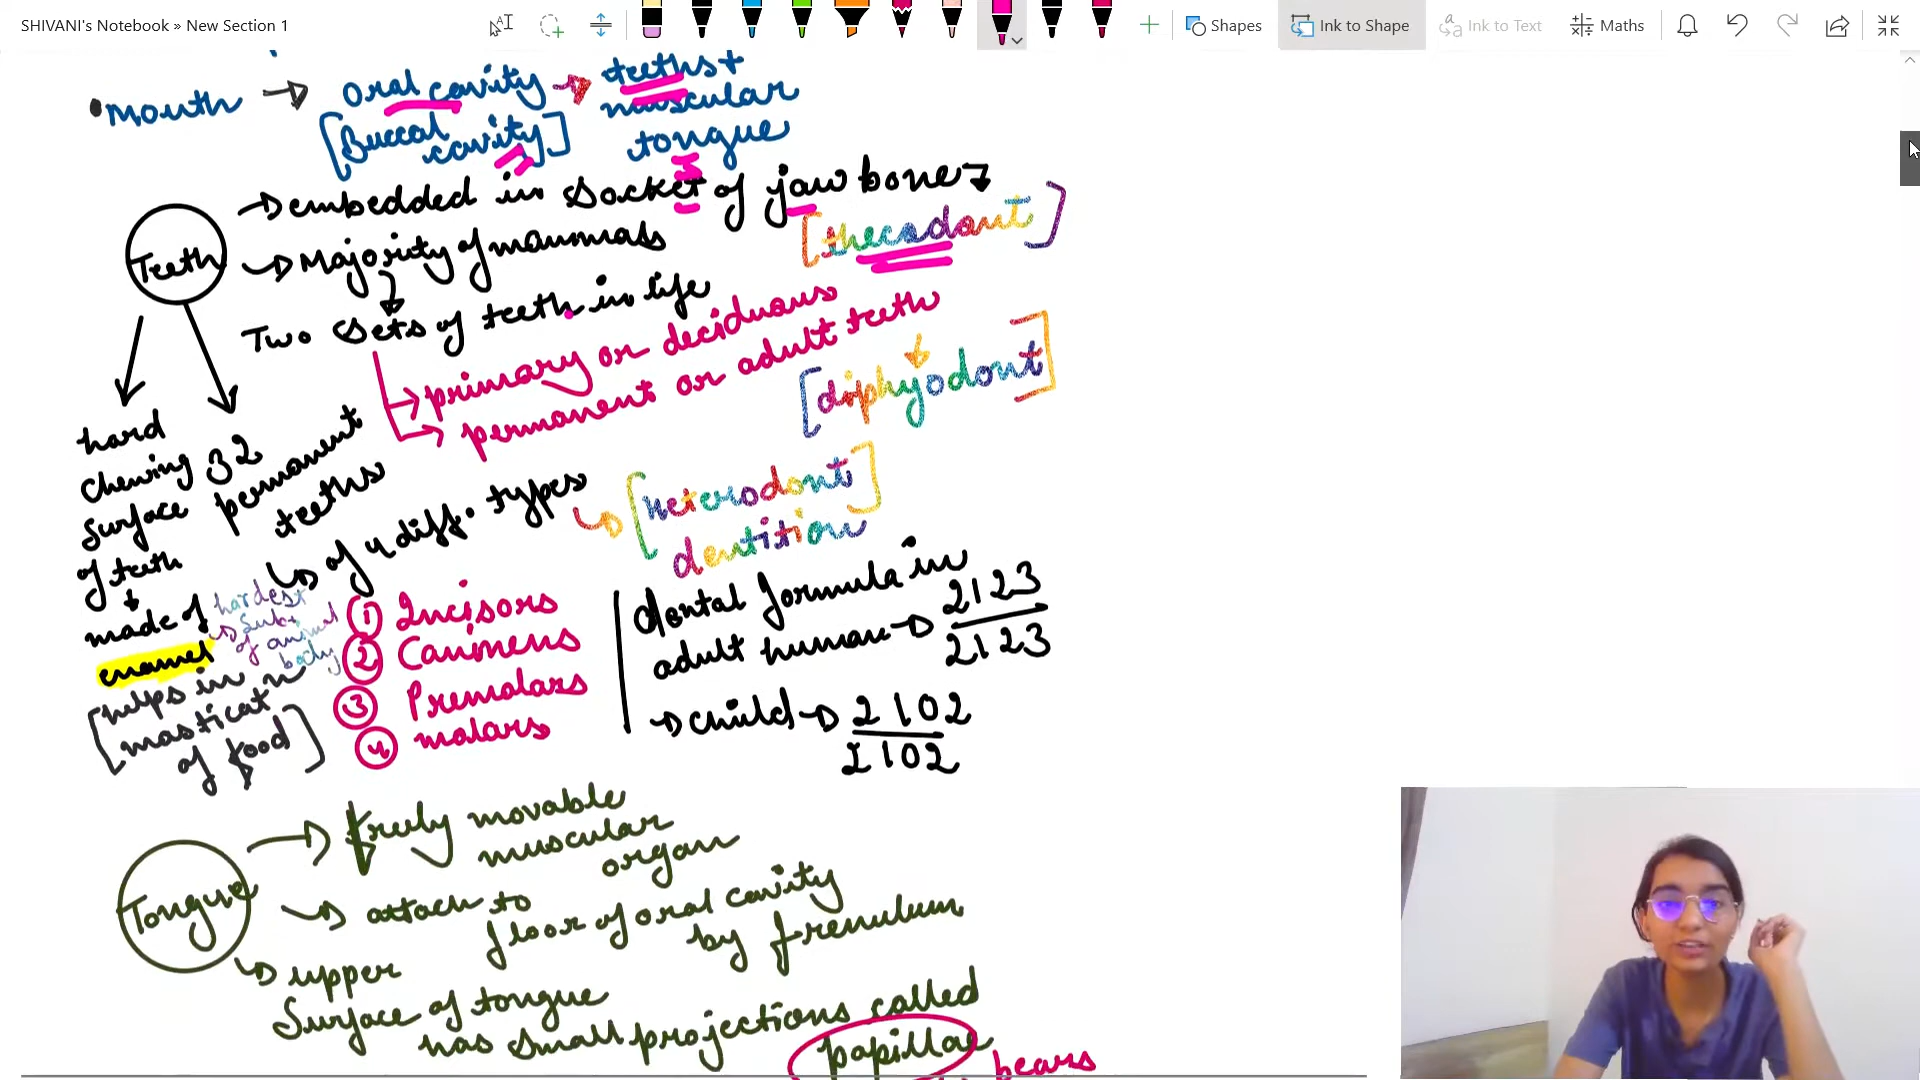 SHIVANI's Notebook » New Section 1
Shapes
Ink to Shape
Ink to Text
Maths
•mouth → oral cavity → teeths +
muscular
tongue
[Buccal
cavity]
Teeth
→ embedded in socket of jaw bone
[thecodont]
→ Majority of mammals
Two sets of teeth in life
→ primary or deciduous
→ permanent or adult teeth
[diphyodont]
hard
chewing
surface
of teeth
made of
enamel
hardest
sub.
of animal
body
[helps in
masticatn
of food]
32
permanent
teeths
↳ of 4 diff. types
[heterodont]
dentition
① Incisors
② Caninens
③ Premolars
④ molars
dental formula in
adult human → 2123
2123
→ child → 2102
2102
Tongue
→ freely movable
muscular
organ
→ attach to
floor of oral cavity
by frenulum
↳ upper
surface of tongue
has small projections called
papillae
bears